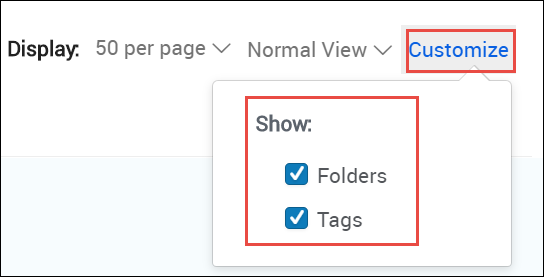 Display: 50 per page Normal View Customize
Show:
Folders
Tags